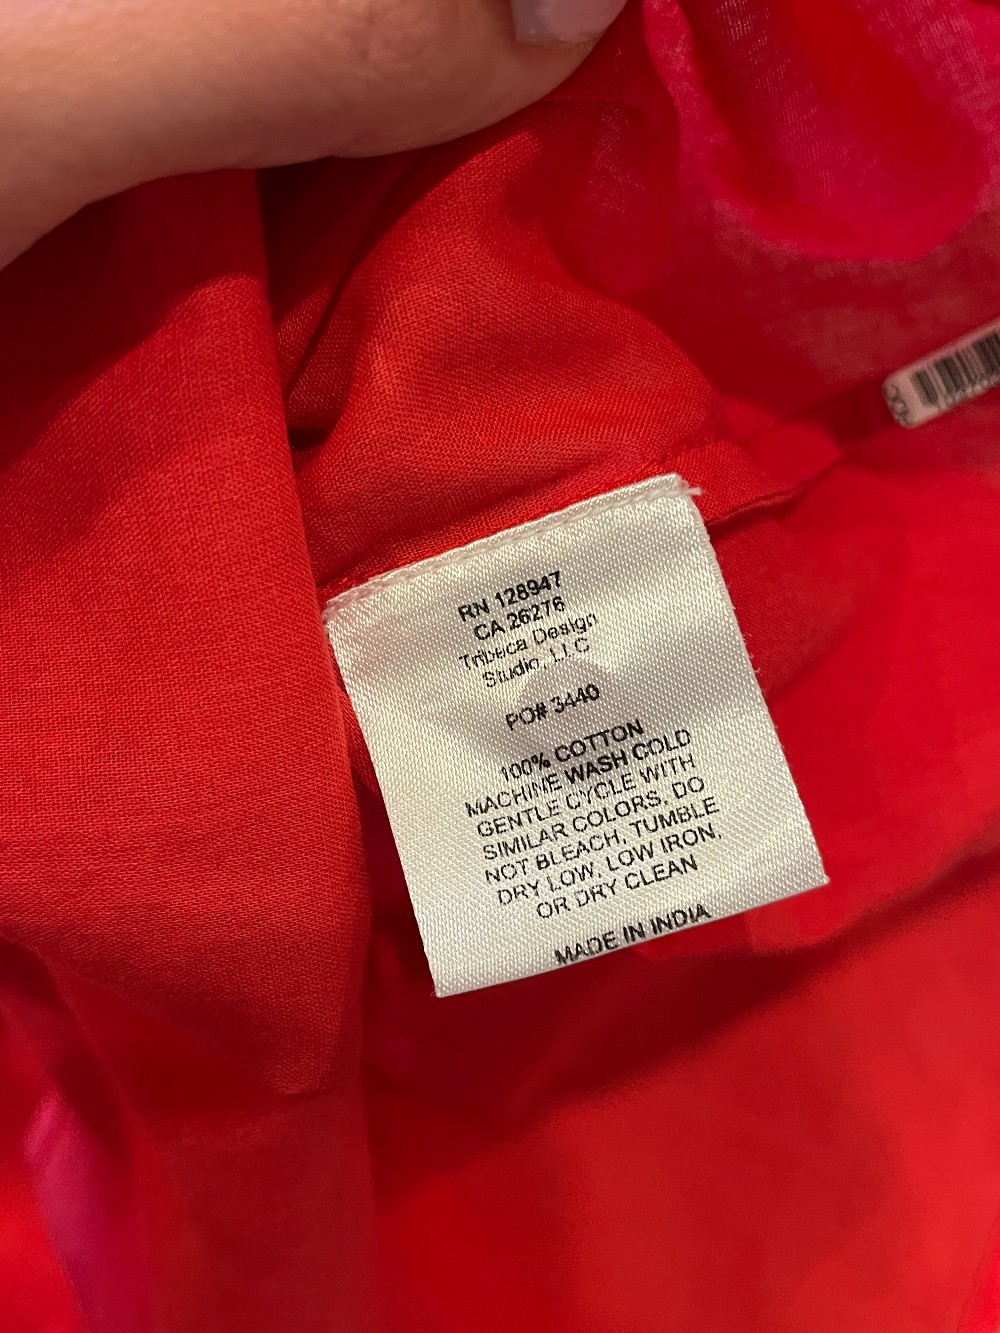 RN 128947
CA 26276
Tribeca Design
Studio, LLC
PO# 3440
100% COTTON
MACHINE WASH COLD
GENTLE CYCLE WITH
SIMILAR COLORS. DO
NOT BLEACH, TUMBLE
DRY LOW. LOW IRON,
OR DRY CLEAN
MADE IN INDIA